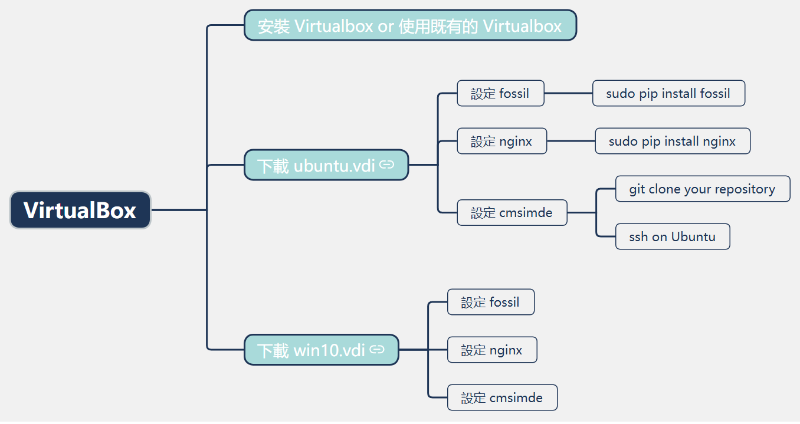 VirtualBox
安裝 Virtualbox or 使用既有的 Virtualbox
下載 ubuntu.vdi
設定 fossil
sudo pip install fossil
設定 nginx
sudo pip install nginx
設定 cmsimde
git clone your repository
ssh on Ubuntu
下載 win10.vdi
設定 fossil
設定 nginx
設定 cmsimde